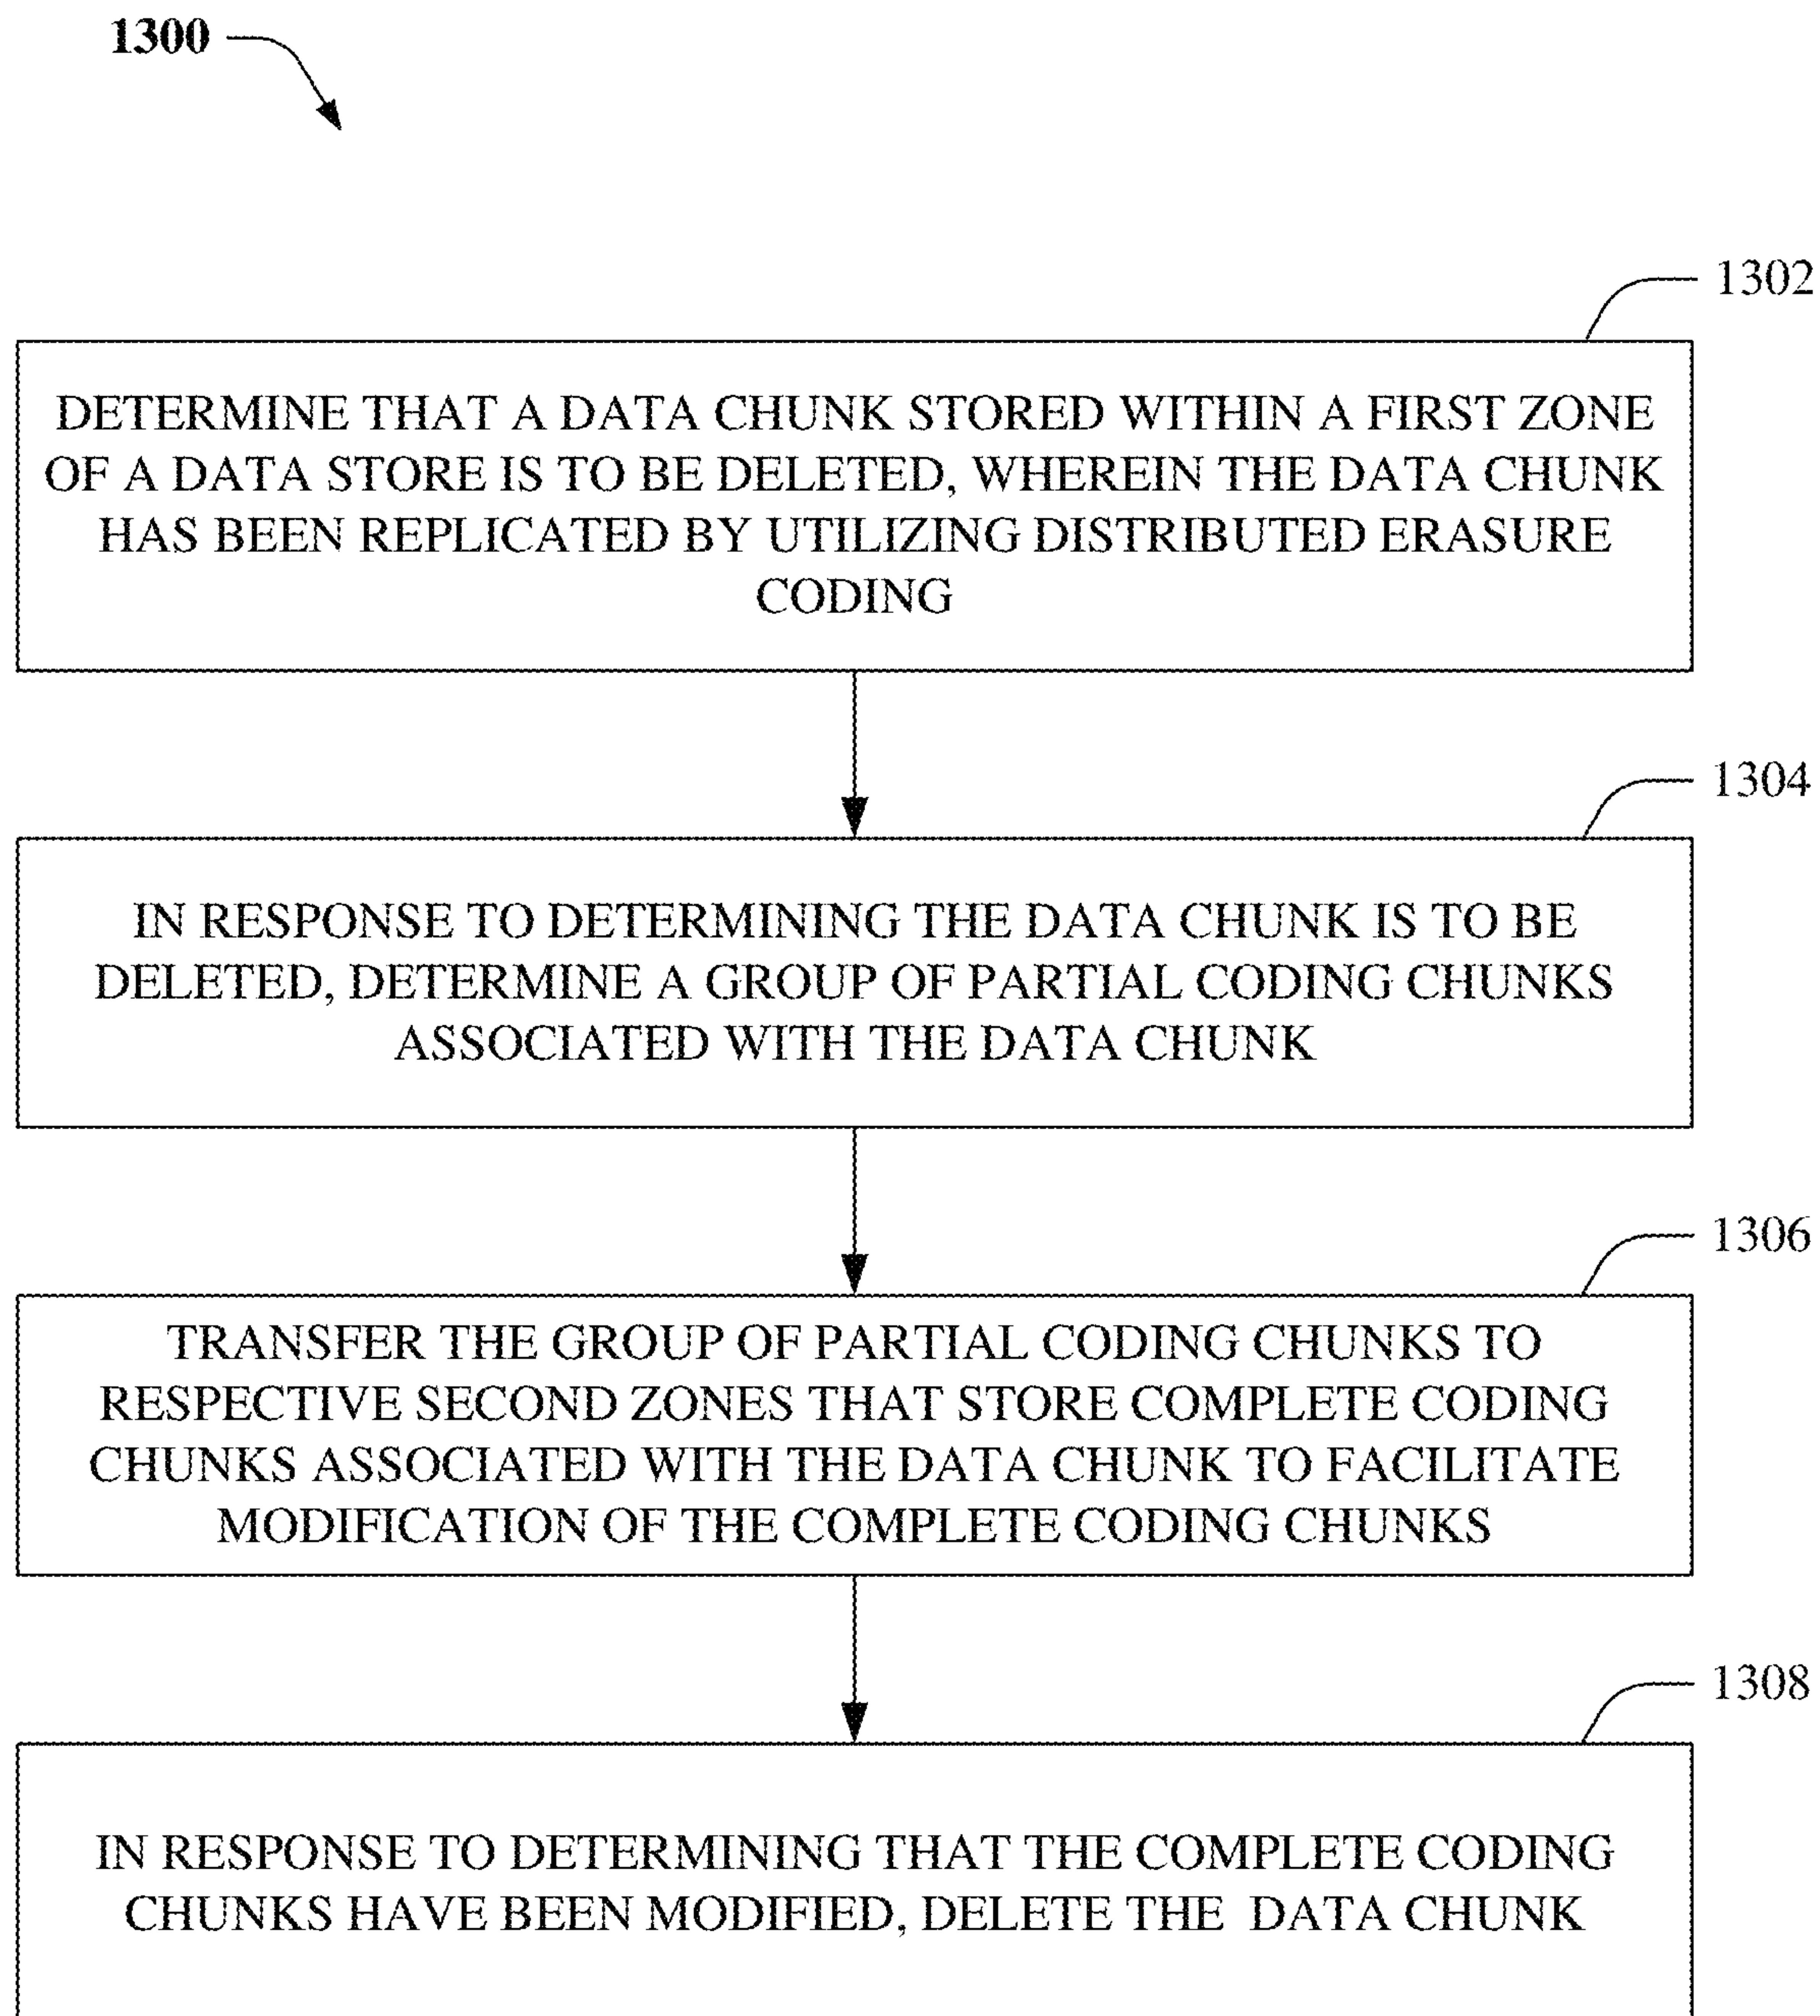 1300
1302
DETERMINE THAT A DATA CHUNK STORED WITHIN A FIRST ZONE
OF A DATA STORE IS TO BE DELETED, WHEREIN THE DATA CHUNK
HAS BEEN REPLICATED BY UTILIZING DISTRIBUTED ERASURE
CODING
1304
IN RESPONSE TO DETERMINING THE DATA CHUNK IS TO BE
DELETED, DETERMINE A GROUP OF PARTIAL CODING CHUNKS
ASSOCIATED WITH THE DATA CHUNK
1306
TRANSFER THE GROUP OF PARTIAL CODING CHUNKS TO
RESPECTIVE SECOND ZONES THAT STORE COMPLETE CODING
CHUNKS ASSOCIATED WITH THE DATA CHUNK TO FACILITATE
MODIFICATION OF THE COMPLETE CODING CHUNKS
1308
IN RESPONSE TO DETERMINING THAT THE COMPLETE CODING
CHUNKS HAVE BEEN MODIFIED, DELETE THE DATA CHUNK